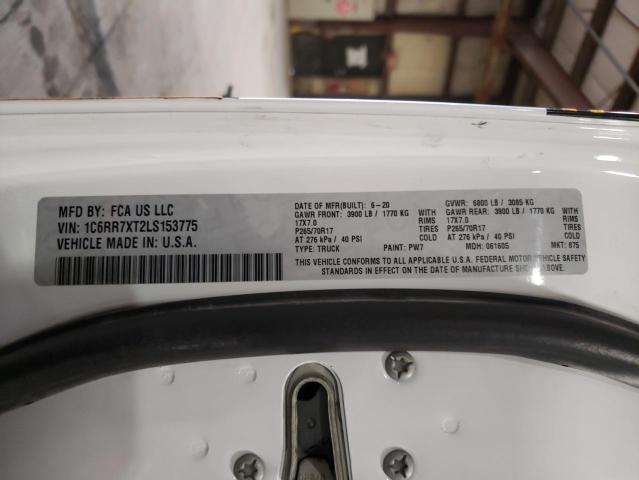 MFD BY: FCA US LLC
VIN: 1C6RR7XT2LS153775
VEHICLE MADE IN: U.S.A.
DATE OF MFR(BUILT): 6-20 GVWR: 6800 LB / 3085 KG
GAWR FRONT: 3900 LB / 1770 KG WITH GAWR REAR: 3900 LB / 1770 KG WITH
17X7.0 RIMS 17X7.0 RIMS
P265/70R17 TIRES P265/70R17 TIRES
AT 276 kPa / 40 PSI COLD AT 276 kPa / 40 PSI COLD
TYPE: TRUCK PAINT: PW7 MDH: 061605 MKT: 875
THIS VEHICLE CONFORMS TO ALL APPLICABLE U.S.A. FEDERAL MOTOR VEHICLE SAFETY
STANDARDS IN EFFECT ON THE DATE OF MANUFACTURE SHOWN ABOVE.